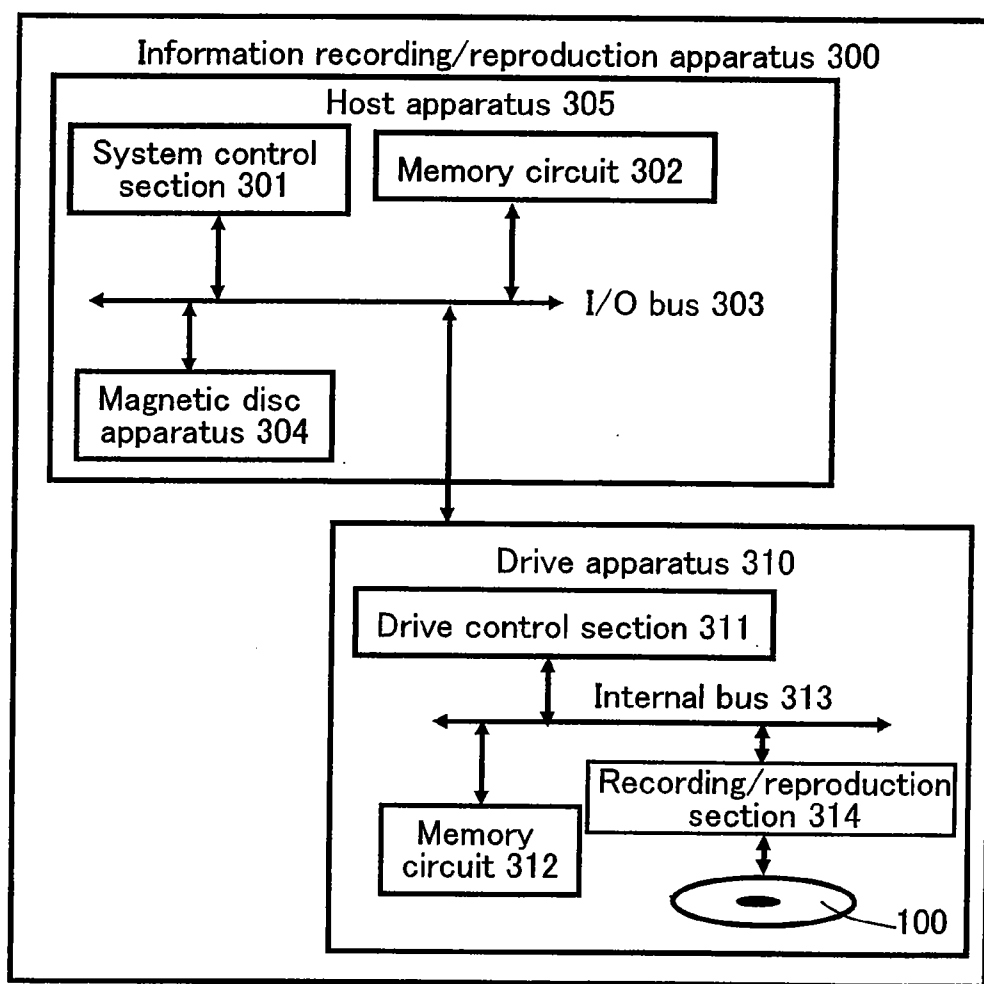 Information recording/reproduction apparatus 300
Host apparatus 305
System control
section 301
Memory circuit 302
I/O bus 303
Magnetic disc
apparatus 304
Drive apparatus 310
Drive control section 311
Internal bus 313
Recording/reproduction
section 314
Memory
circuit 312
100